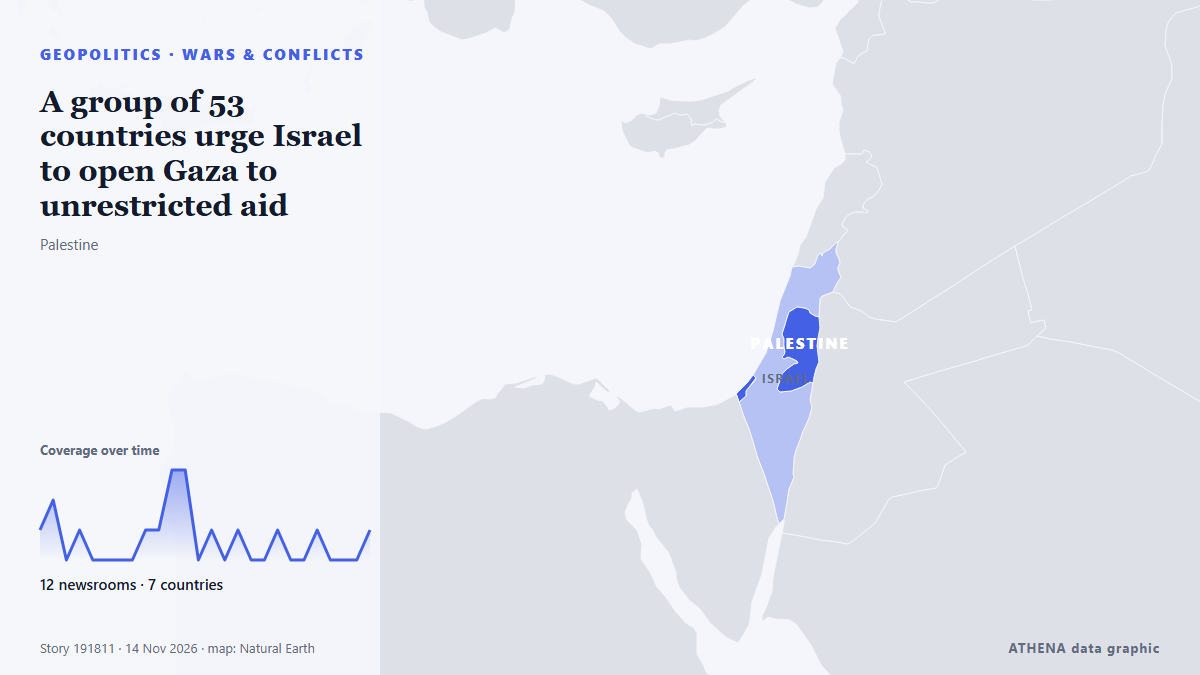 GEOPOLITICS · WARS & CONFLICTS
A group of 53
countries urge Israel
to open Gaza to
unrestricted aid
Palestine
PALESTINE
ISRAEL
Coverage over time
12 newsrooms · 7 countries
Story 191811 · 14 Nov 2026 · map: Natural Earth
ATHENA data graphic